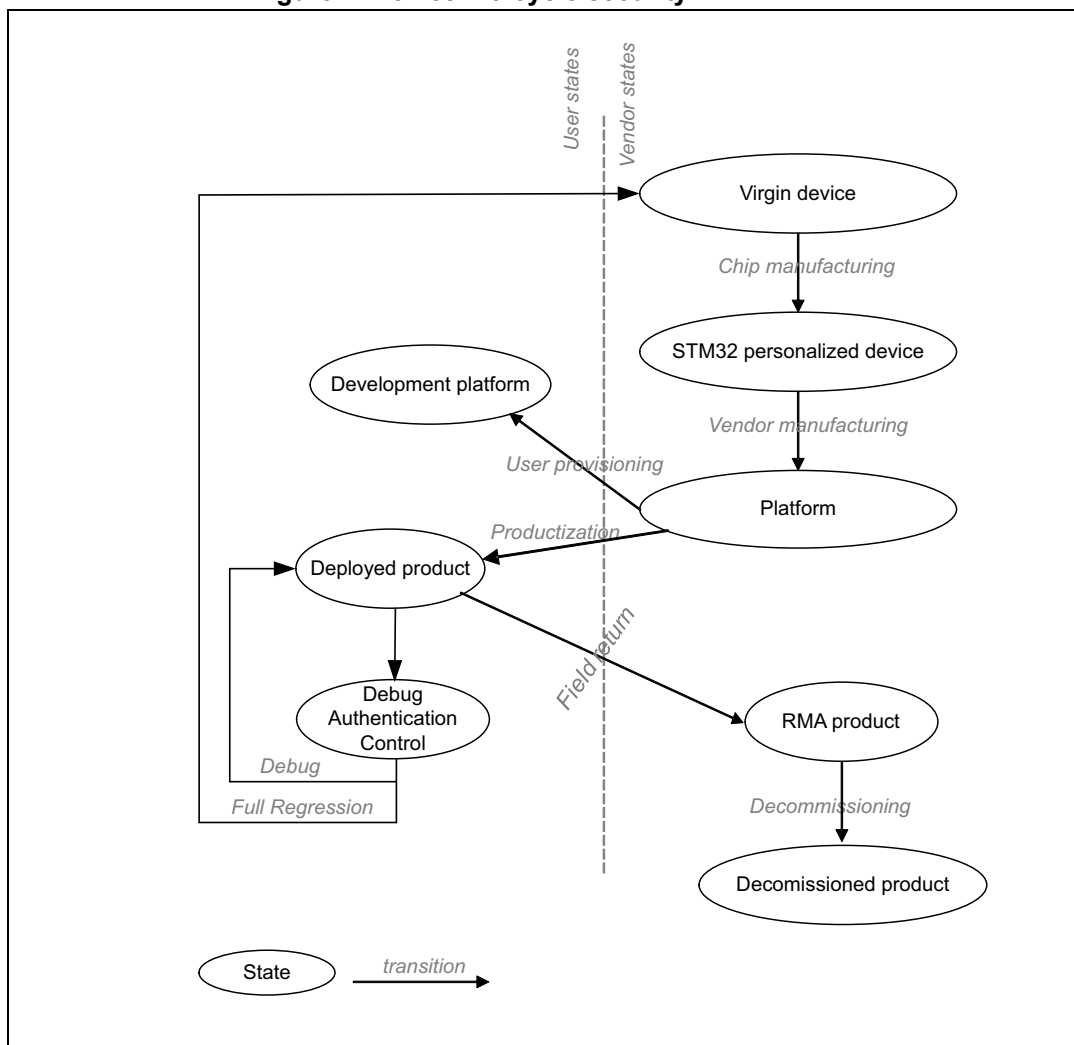 User states
Vendor states
Virgin device
Chip manufacturing
STM32 personalized device
Development platform
Vendor manufacturing
User provisioning
Platform
Productization
Deployed product
Field return
Debug
Authentication
Control
RMA product
Debug
Full Regression
Decommissioning
Decomissioned product
State
transition